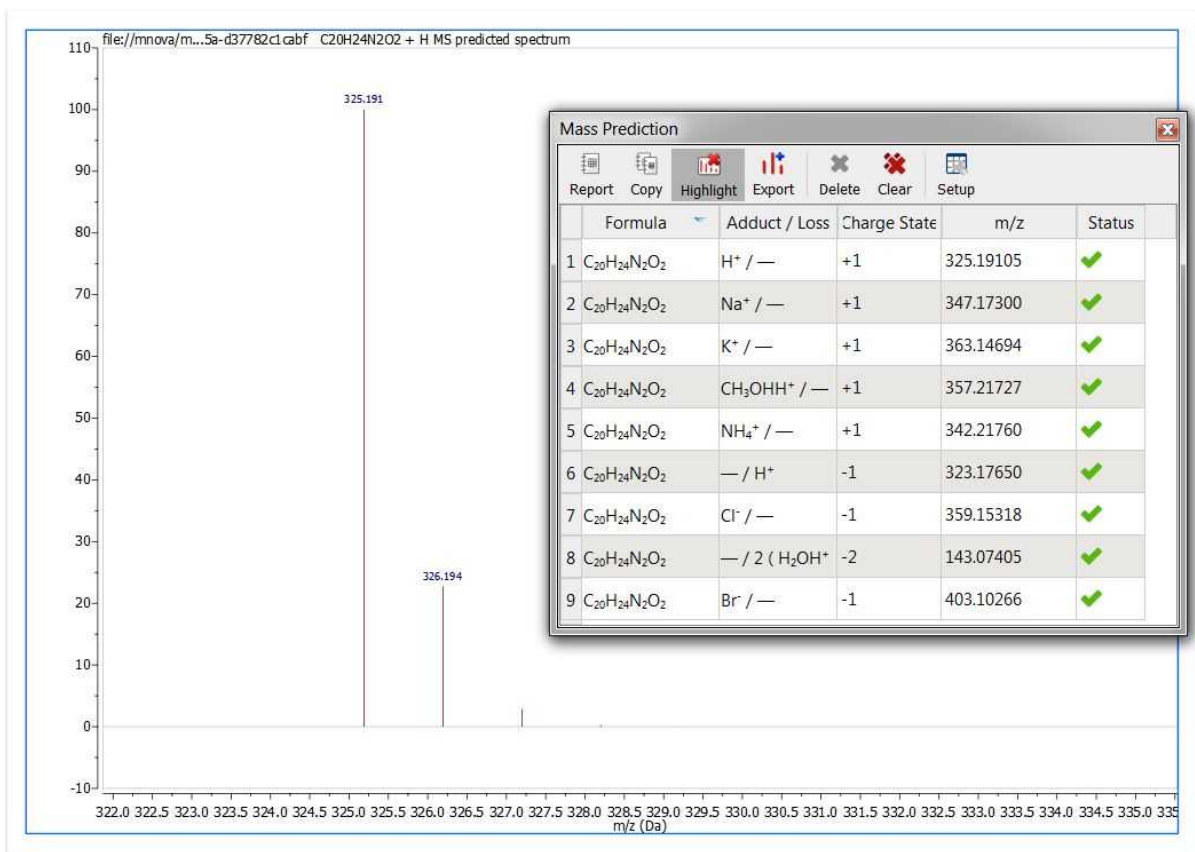 file://mnova/m...5a-d37782c1cabf C20H24N2O2 + H MS predicted spectrum
110
100
90
80
70
60
50
40
30
20
10
0
-10
325.191
326.194
322.0 322.5 323.0 323.5 324.0 324.5 325.0 325.5 326.0 326.5 327.0 327.5 328.0 328.5 329.0 329.5 330.0 330.5 331.0 331.5 332.0 332.5 333.0 333.5 334.0 334.5 335.0 335
m/z (Da)
Mass Prediction
Report Copy Highlight Export Delete Clear Setup
Formula Adduct / Loss Charge State m/z Status
1 C₂₀H₂₄N₂O₂ H⁺ / — +1 325.19105
2 C₂₀H₂₄N₂O₂ Na⁺ / — +1 347.17300
3 C₂₀H₂₄N₂O₂ K⁺ / — +1 363.14694
4 C₂₀H₂₄N₂O₂ CH₃OHH⁺ / — +1 357.21727
5 C₂₀H₂₄N₂O₂ NH₄⁺ / — +1 342.21760
6 C₂₀H₂₄N₂O₂ — / H⁺ -1 323.17650
7 C₂₀H₂₄N₂O₂ Cl⁻ / — -1 359.15318
8 C₂₀H₂₄N₂O₂ — / 2 ( H₂OH⁺ -2 143.07405
9 C₂₀H₂₄N₂O₂ Br⁻ / — -1 403.10266